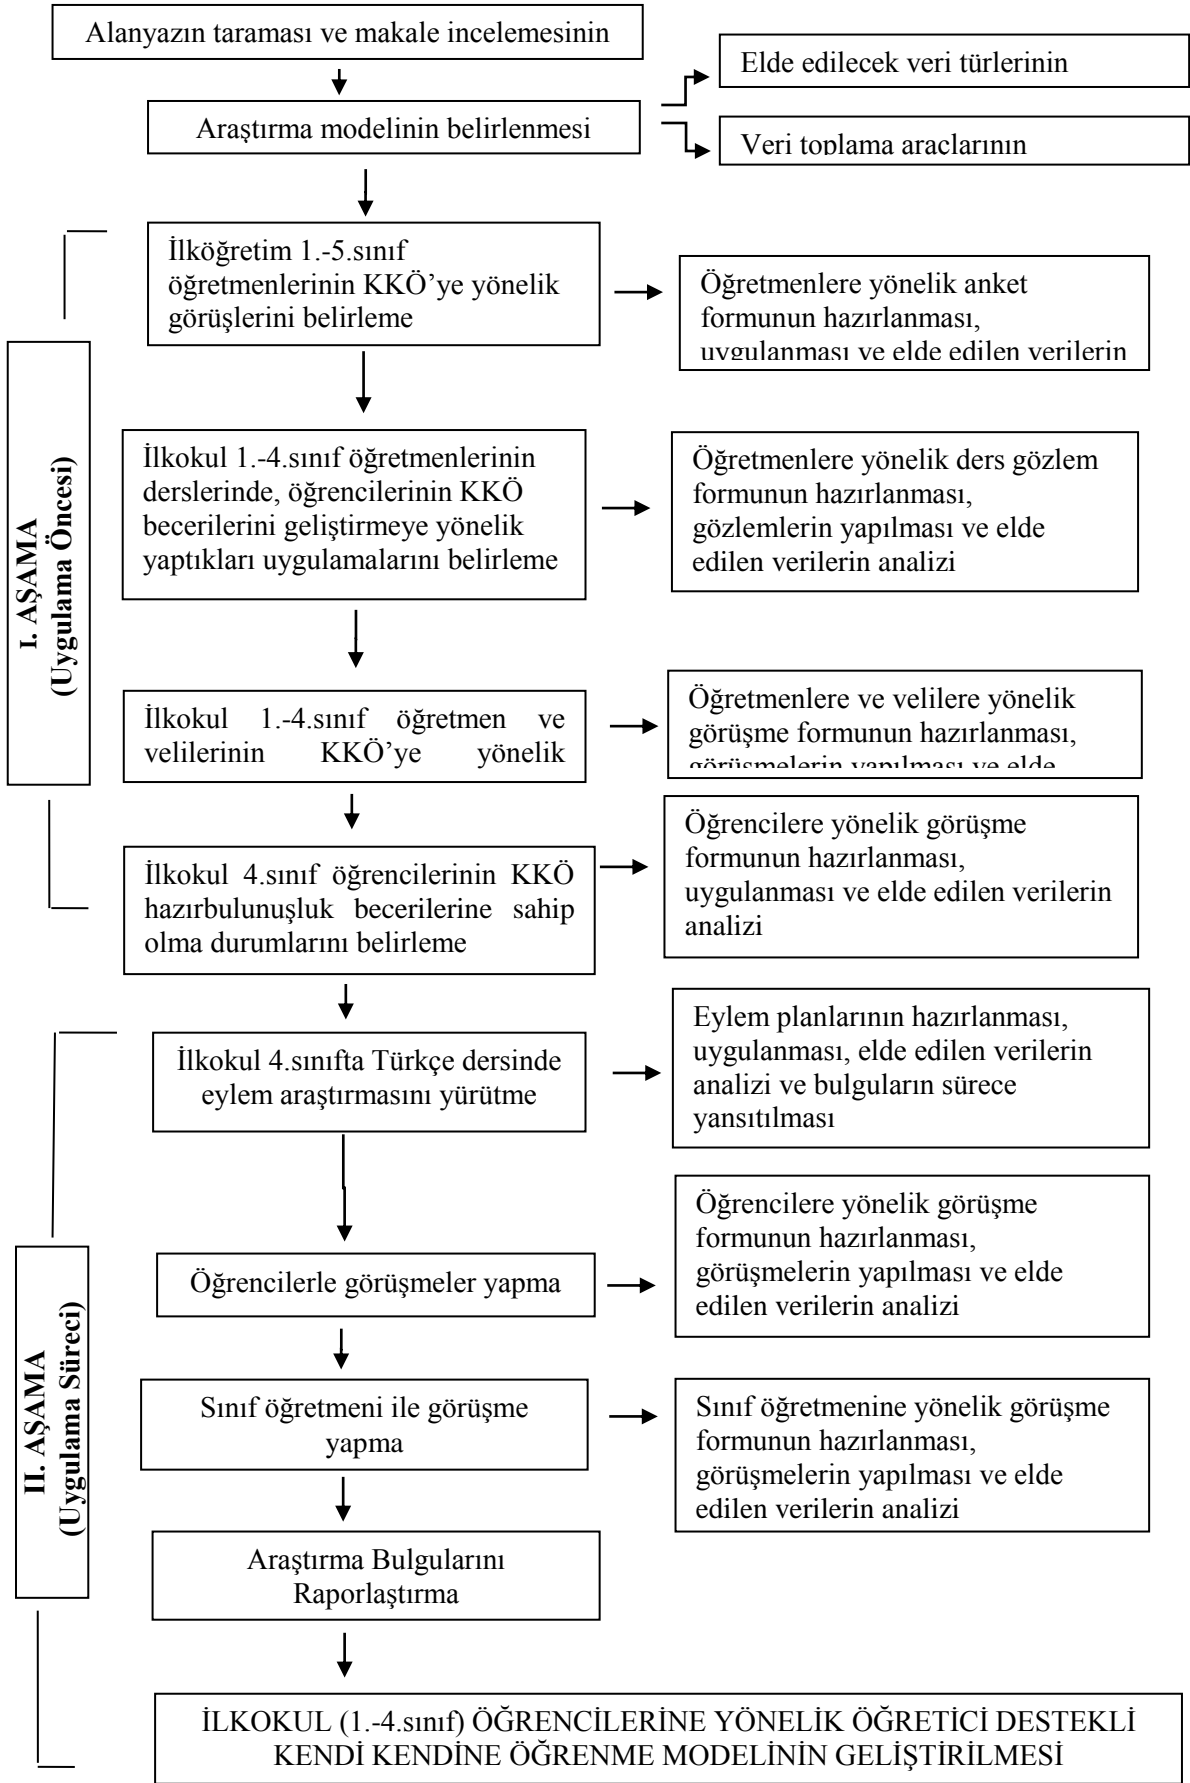 Alanyazın taraması ve makale incelemesinin
Elde edilecek veri türlerinin
Araştırma modelinin belirlenmesi
Veri toplama araçlarının
İlköğretim 1.-5.sınıf
öğretmenlerinin KKÖ’ye yönelik
görüşlerini belirleme
Öğretmenlere yönelik anket
formunun hazırlanması,
uygulanması ve elde edilen verilerin
I. AŞAMA
(Uygulama Öncesi)
İlkokul 1.-4.sınıf öğretmenlerinin
derslerinde, öğrencilerinin KKÖ
becerilerini geliştirmeye yönelik
yaptıkları uygulamalarını belirleme
Öğretmenlere yönelik ders gözlem
formunun hazırlanması,
gözlemlerin yapılması ve elde
edilen verilerin analizi
İlkokul 1.-4.sınıf öğretmen ve
velilerinin KKÖ’ye yönelik
Öğretmenlere ve velilere yönelik
görüşme formunun hazırlanması,
görüşmelerin yapılması ve elde
İlkokul 4.sınıf öğrencilerinin KKÖ
hazırbulunuşluk becerilerine sahip
olma durumlarını belirleme
Öğrencilere yönelik görüşme
formunun hazırlanması,
uygulanması ve elde edilen verilerin
analizi
İlkokul 4.sınıfta Türkçe dersinde
eylem araştırmasını yürütme
Eylem planlarının hazırlanması,
uygulanması, elde edilen verilerin
analizi ve bulguların sürece
yansıtılması
II. AŞAMA
(Uygulama Süreci)
Öğrencilerle görüşmeler yapma
Öğrencilere yönelik görüşme
formunun hazırlanması,
görüşmelerin yapılması ve elde
edilen verilerin analizi
Sınıf öğretmeni ile görüşme
yapma
Sınıf öğretmenine yönelik görüşme
formunun hazırlanması,
görüşmelerin yapılması ve elde
edilen verilerin analizi
Araştırma Bulgularını
Raporlaştırma
İLKOKUL (1.-4.sınıf) ÖĞRENCİLERİNE YÖNELİK ÖĞRETİCİ DESTEKLİ
KENDİ KENDİNE ÖĞRENME MODELİNİN GELİŞTİRİLMESİ